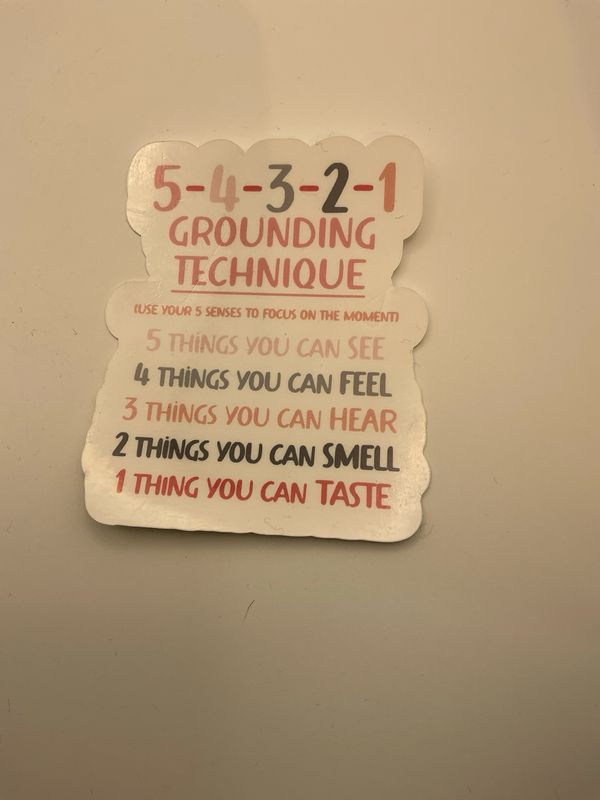 5-4-3-2-1
GROUNDING
TECHNIQUE
(USE YOUR 5 SENSES TO FOCUS ON THE MOMENT)
5 THINGS YOU CAN SEE
4 THINGS YOU CAN FEEL
3 THINGS YOU CAN HEAR
2 THINGS YOU CAN SMELL
1 THING YOU CAN TASTE